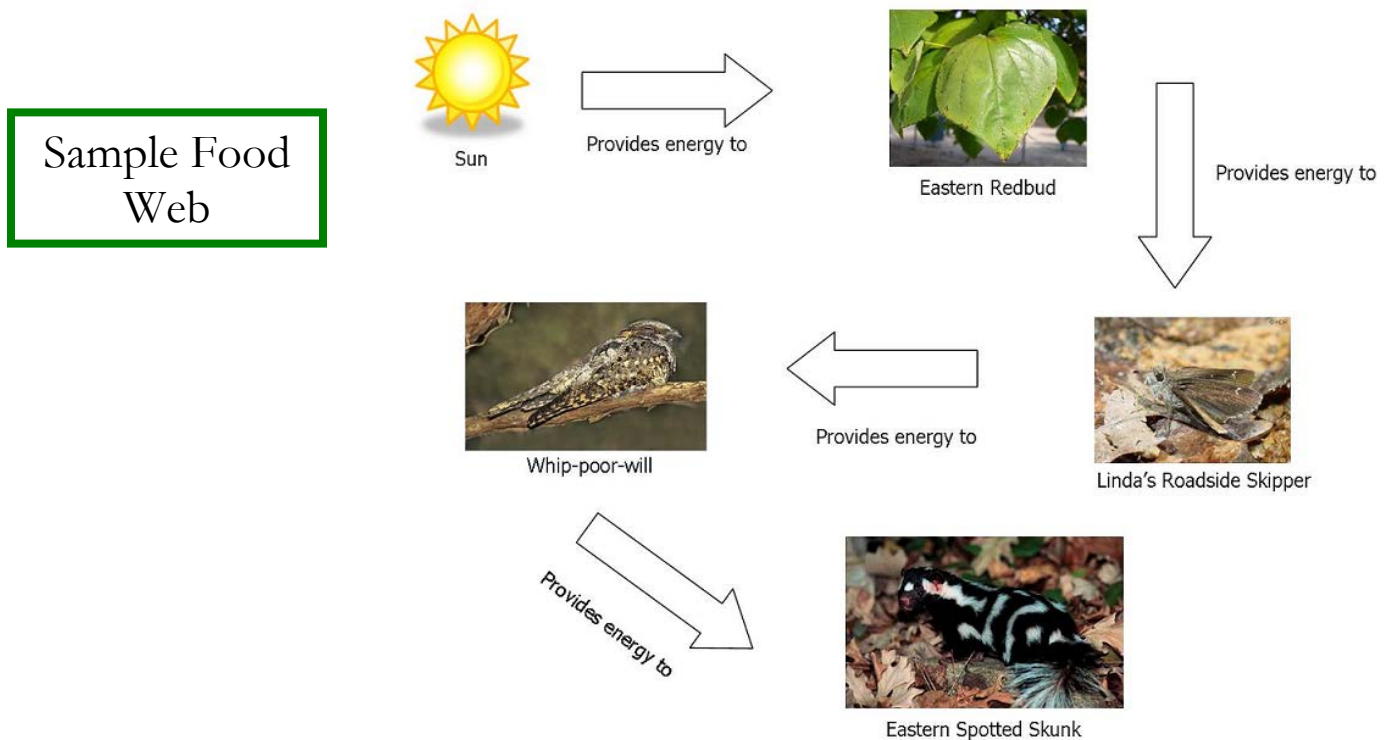 Sample Food
Web
Sun
Provides energy to
Eastern Redbud
Provides energy to
Linda's Roadside Skipper
Provides energy to
Whip-poor-will
Provides energy to
Eastern Spotted Skunk